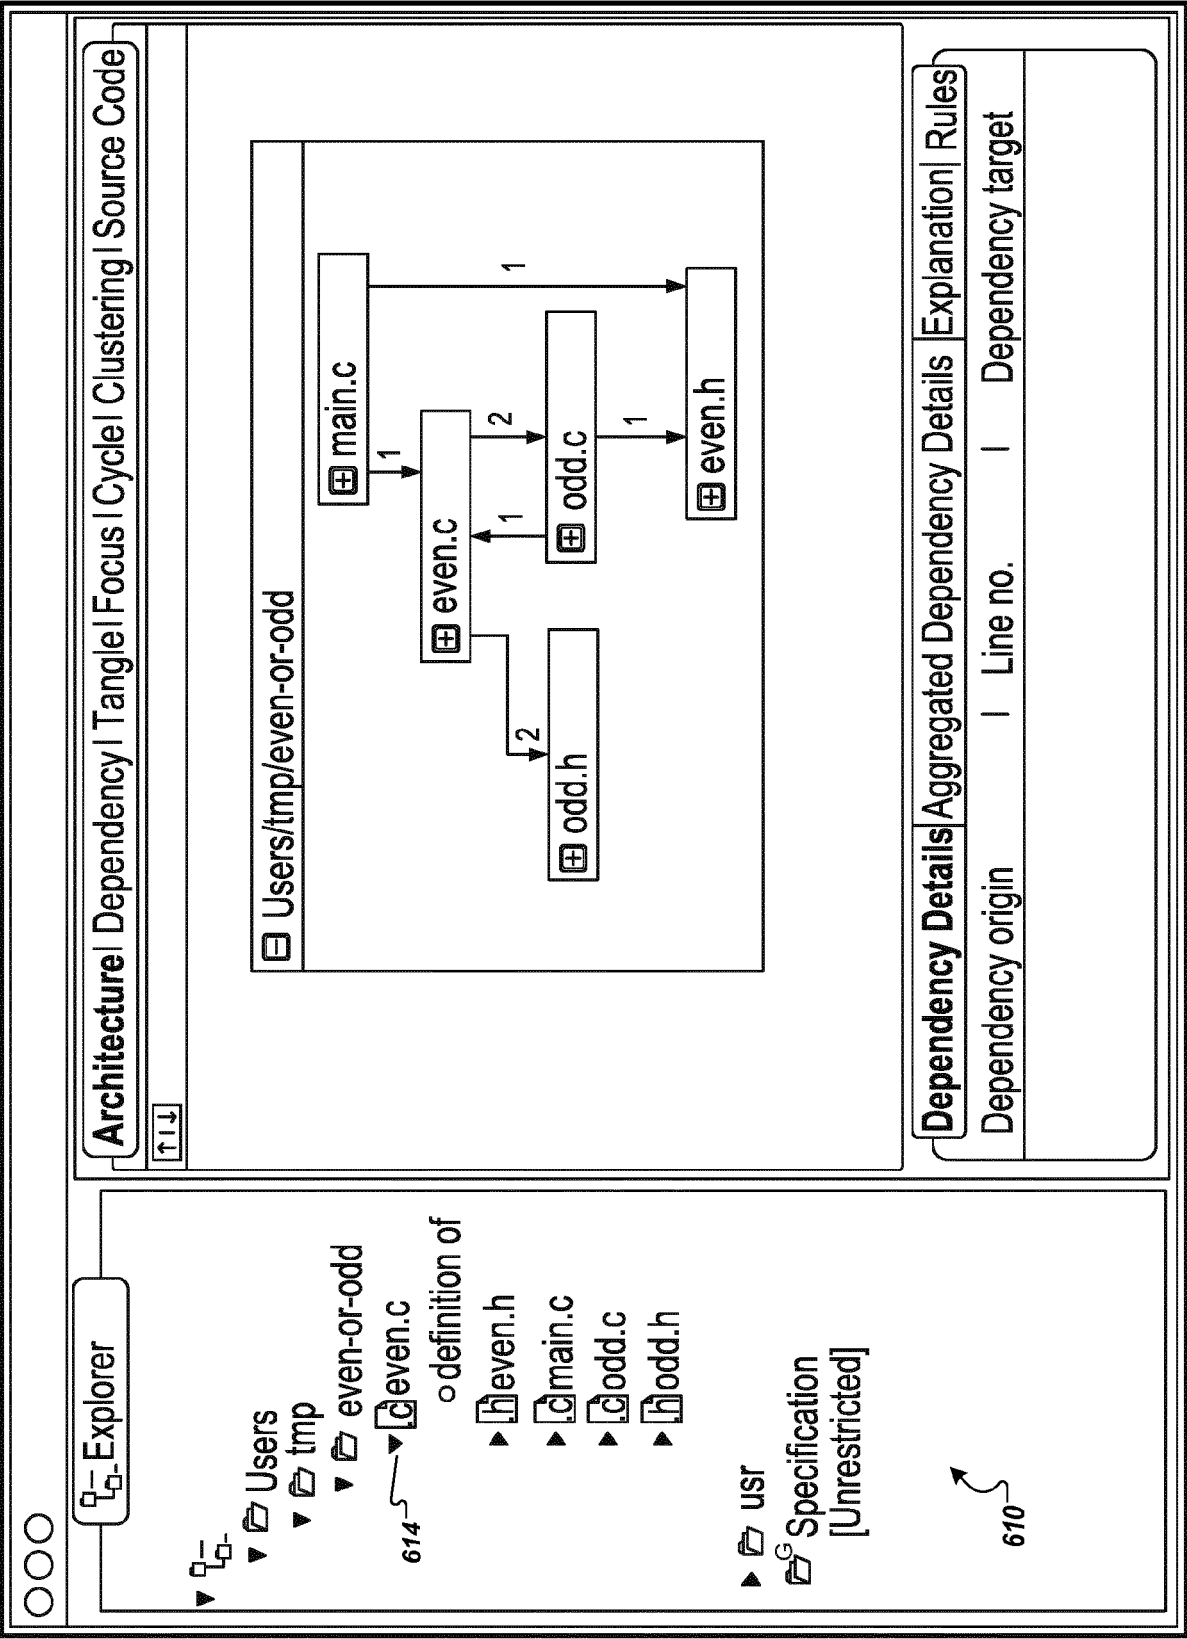 Explorer
Users
tmp
even-or-odd
.c even.c
definition of
.h even.h
.c main.c
.c odd.c
.h odd.h
usr
G
Specification
[Unrestricted]
614
610
Architecture | Dependency | Tangle | Focus | Cycle | Clustering | Source Code
Users/tmp/even-or-odd
main.c
1
1
even.c
2
1
2
odd.h
odd.c
1
even.h
Dependency Details | Aggregated Dependency Details | Explanation | Rules
Dependency origin | Line no. | Dependency target